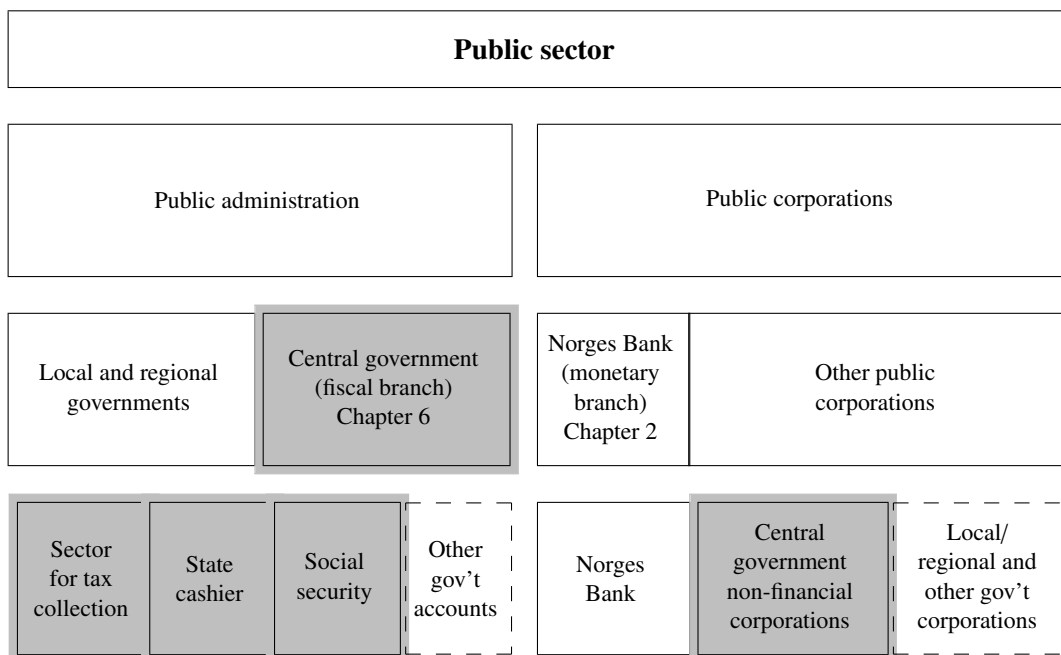 Public sector
Public administration
Public corporations
Local and regional
governments
Central government
(fiscal branch)
Chapter 6
Norges Bank
(monetary
branch)
Chapter 2
Other public
corporations
Sector
for tax
collection
State
cashier
Social
security
Other
gov't
accounts
Norges
Bank
Central
government
non-financial
corporations
Local/
regional and
other gov't
corporations